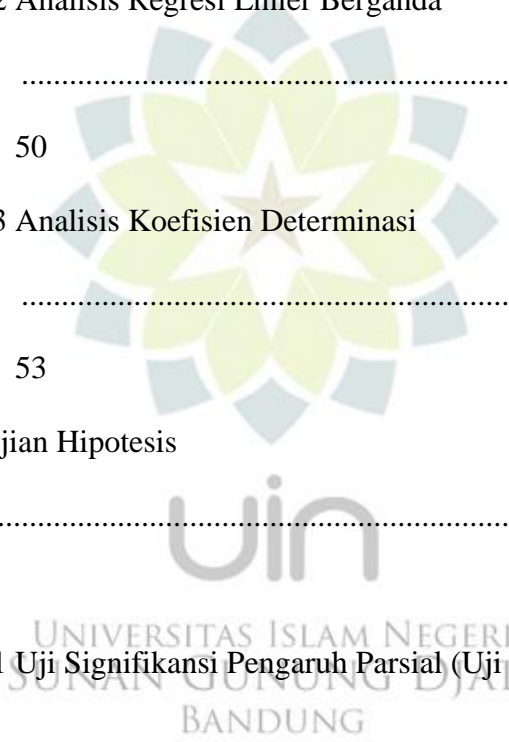 2 Analisis Regresi Linier Berganda
............................................................
50
3 Analisis Koefisien Determinasi
............................................................
53
jian Hipotesis
...............................................................
uin
UNIVERSITAS ISLAM NEGERI
1 Uji Signifikansi Pengaruh Parsial (Uji
SUNAN GUNUNG DJATI
BANDUNG